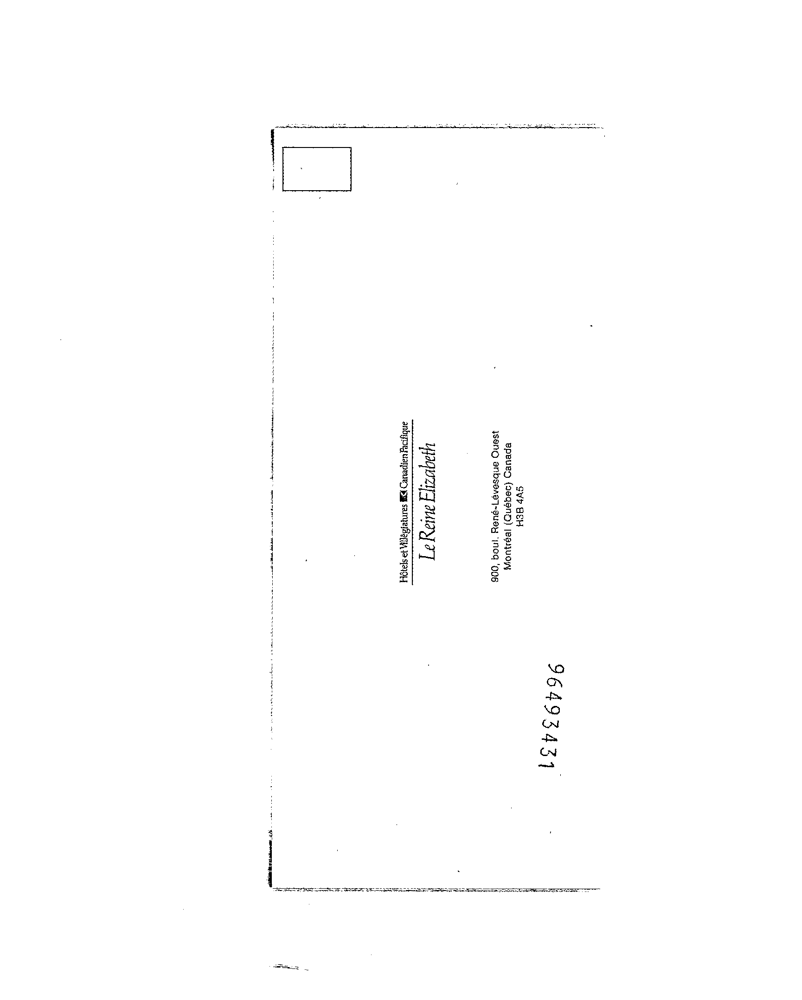 Hôtels et Villégiatures Canadien Pacifique
Le Reine Elizabeth
900, boul. René-Lévesque Ouest
Montréal (Québec) Canada
H3B 4A5
96493431